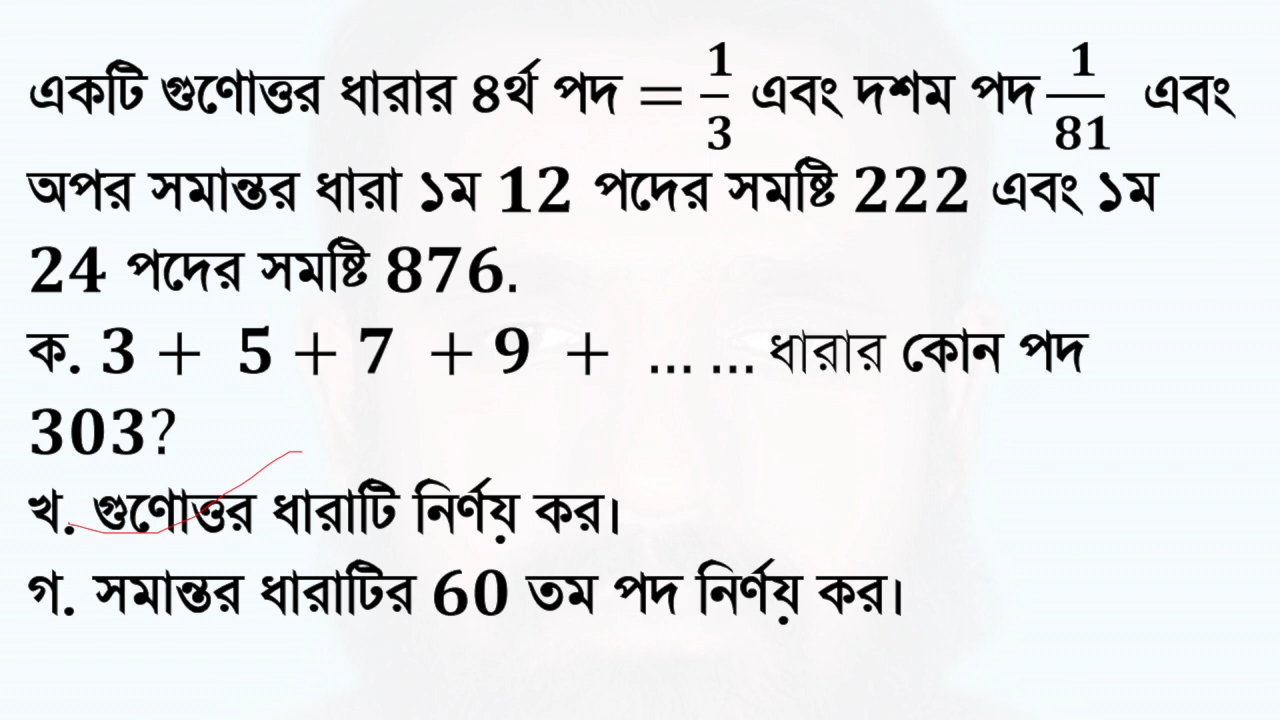 একটি গুণোত্তর ধারার ৪র্থ পদ = 1/3 এবং দশম পদ 1/81 এবং
অপর সমান্তর ধারা ১ম 12 পদের সমষ্টি 222 এবং ১ম
24 পদের সমষ্টি 876.
ক. 3 + 5 + 7 + 9 + ... ... ধারার কোন পদ
303?
খ. গুণোত্তর ধারাটি নির্ণয় কর।
গ. সমান্তর ধারাটির 60 তম পদ নির্ণয় কর।